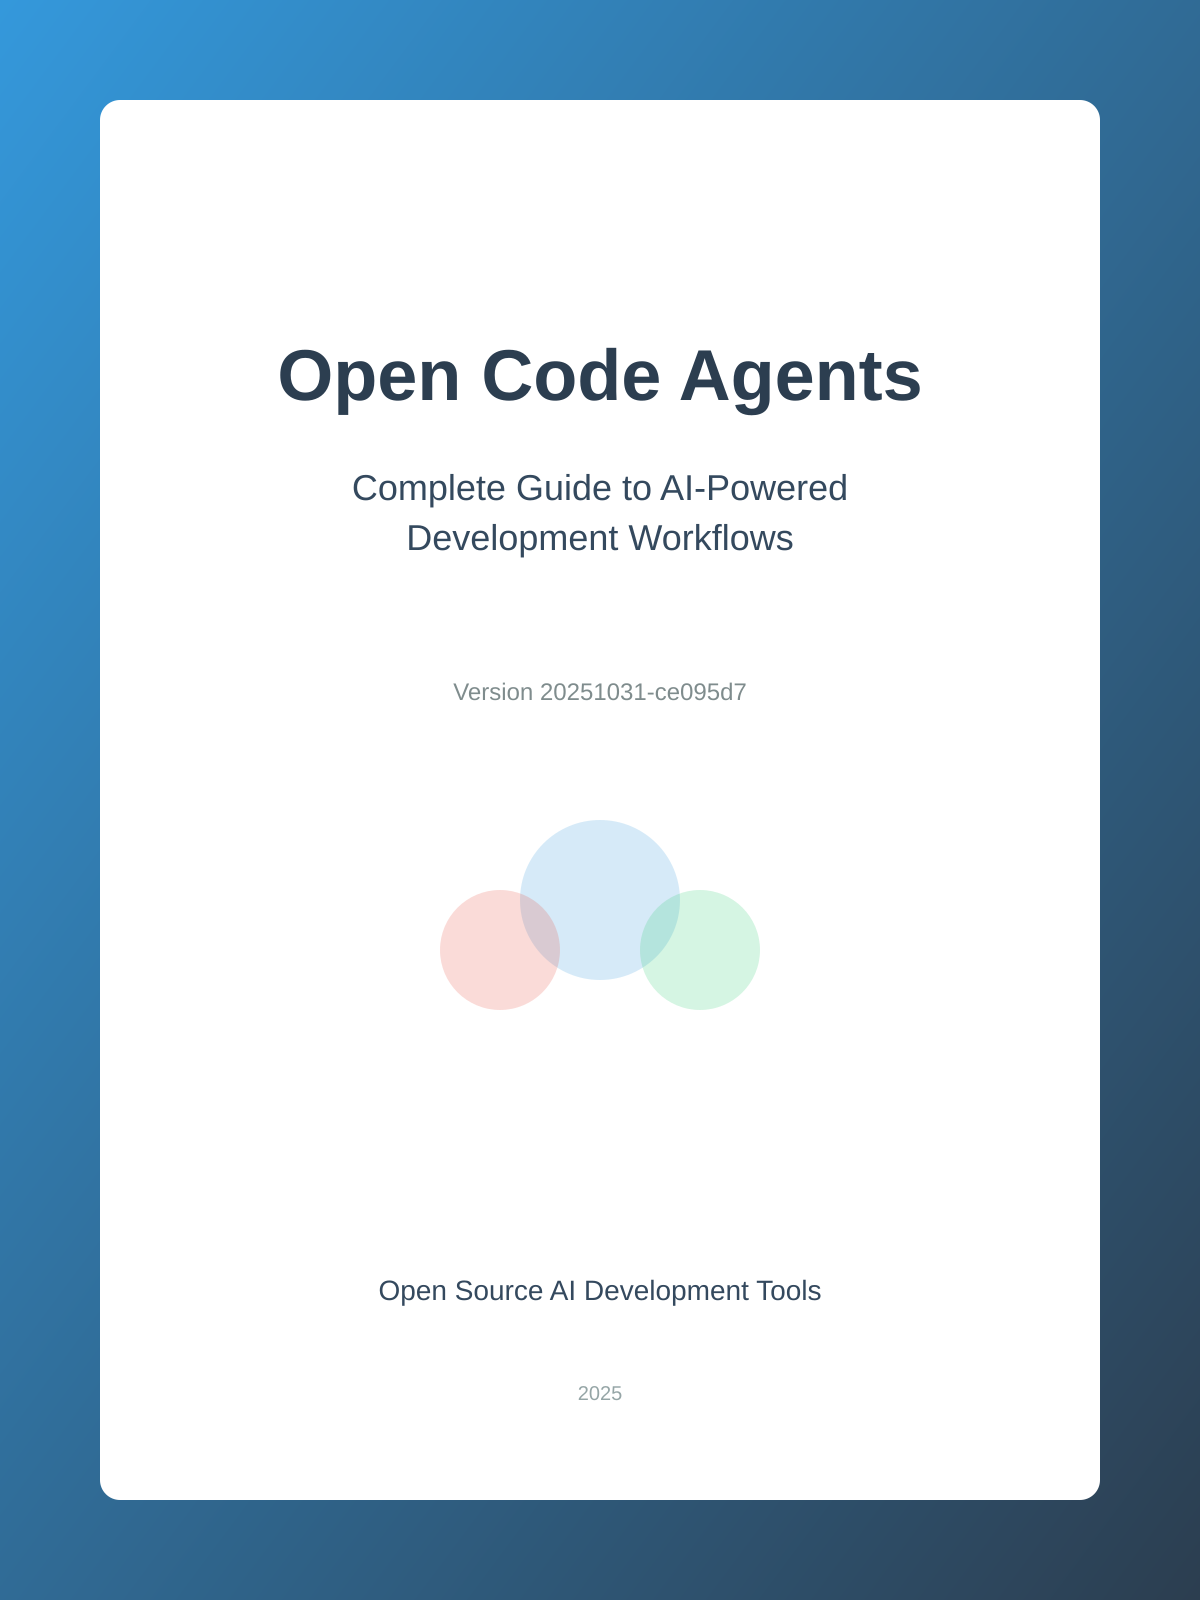 Open Code Agents
Complete Guide to AI-Powered
Development Workflows
Version 20251031-ce095d7
Open Source AI Development Tools
2025